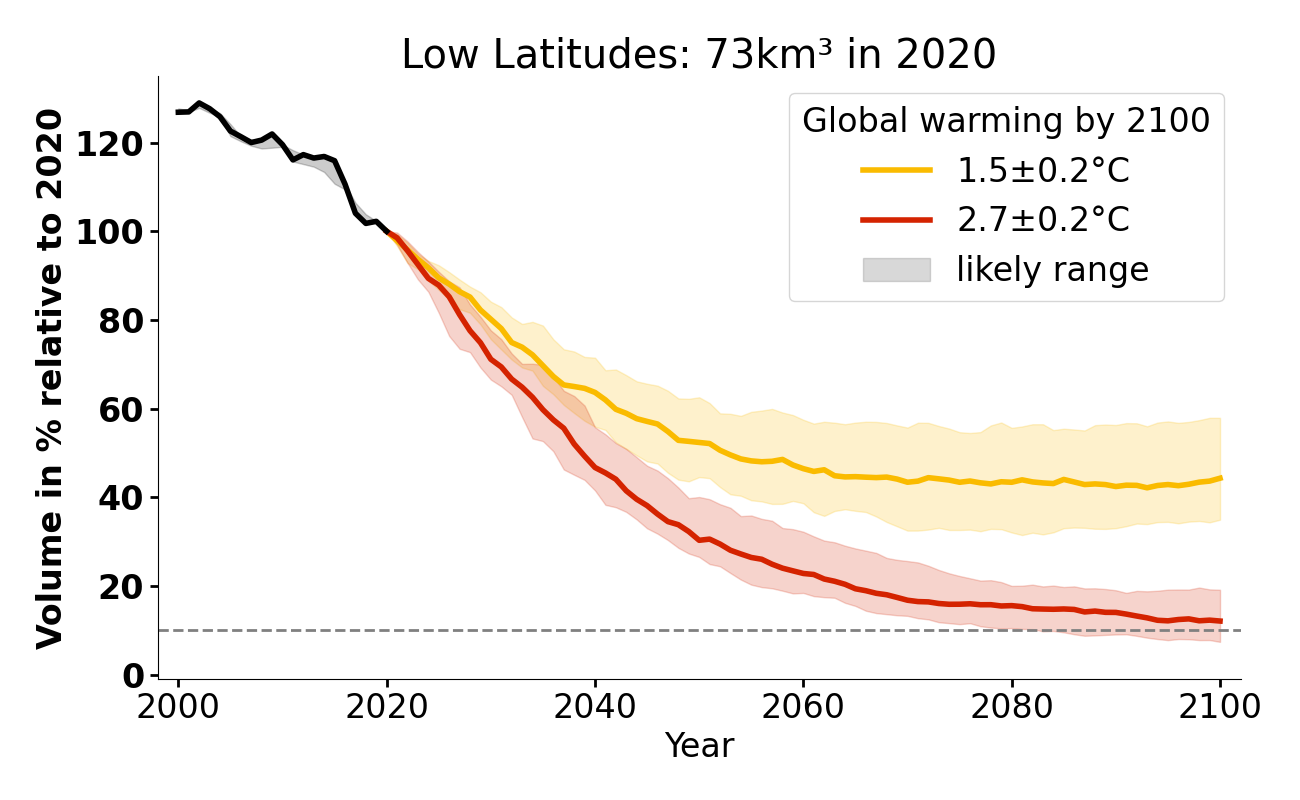 Low Latitudes: 73km³ in 2020
Global warming by 2100
1.5±0.2°C
2.7±0.2°C
likely range
Volume in % relative to 2020
120
100
80
60
40
20
0
2000 2020 2040 2060 2080 2100
Year